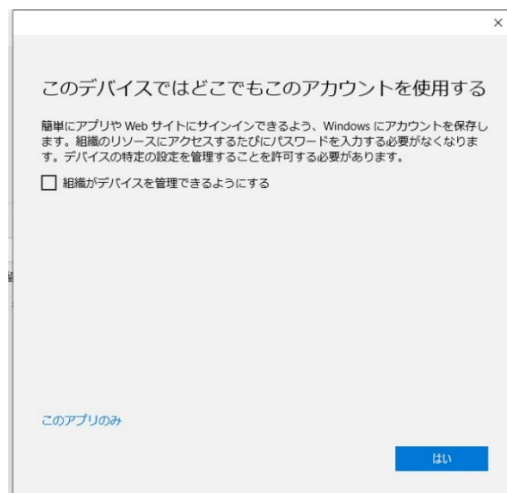 このデバイスではどこでもこのアカウントを使用する
簡単にアプリや Web サイトにサインインできるよう、Windows にアカウントを保存し
ます。組織のリソースにアクセスするたびにパスワードを入力する必要がなくなりま
す。デバイスの特定の設定を管理することを許可する必要があります。
組織がデバイスを管理できるようにする
このアプリのみ
はい